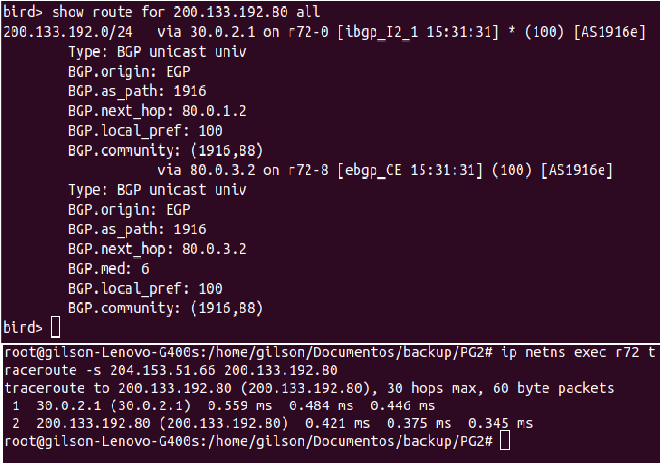 bird> show route for 200.133.192.80 all
200.133.192.0/24   via 30.0.2.1 on r72-0 [ibgp_I2_1 15:31:31] * (100) [AS1916e]
Type: BGP unicast univ
BGP.origin: EGP
BGP.as_path: 1916
BGP.next_hop: 80.0.1.2
BGP.local_pref: 100
BGP.community: (1916,88)
via 80.0.3.2 on r72-8 [ebgp_CE 15:31:31] (100) [AS1916e]
Type: BGP unicast univ
BGP.origin: EGP
BGP.as_path: 1916
BGP.next_hop: 80.0.3.2
BGP.med: 6
BGP.local_pref: 100
BGP.community: (1916,88)
bird>
root@gilson-Lenovo-G400s:/home/gilson/Documentos/backup/PG2# ip netns exec r72 t
raceroute -s 204.153.51.66 200.133.192.80
traceroute to 200.133.192.80 (200.133.192.80), 30 hops max, 60 byte packets
1  30.0.2.1 (30.0.2.1)  0.559 ms  0.484 ms  0.446 ms
2  200.133.192.80 (200.133.192.80)  0.421 ms  0.375 ms  0.345 ms
root@gilson-Lenovo-G400s:/home/gilson/Documentos/backup/PG2#